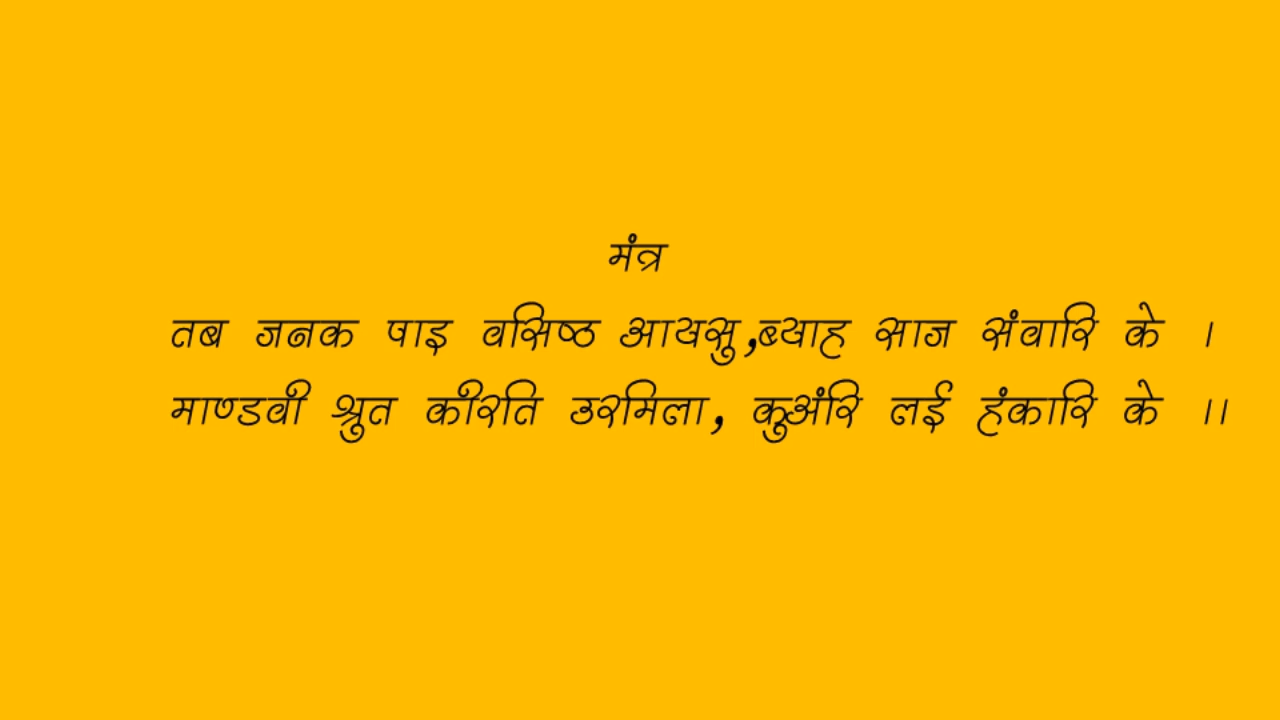 मंत्र
तब जनक पाइ वसिष्ठ आयसु,ब्याह साज संवारि के ।
माण्डवी श्रुत कीरति उरमिला, कुअंरि लई हंकारि के ।।